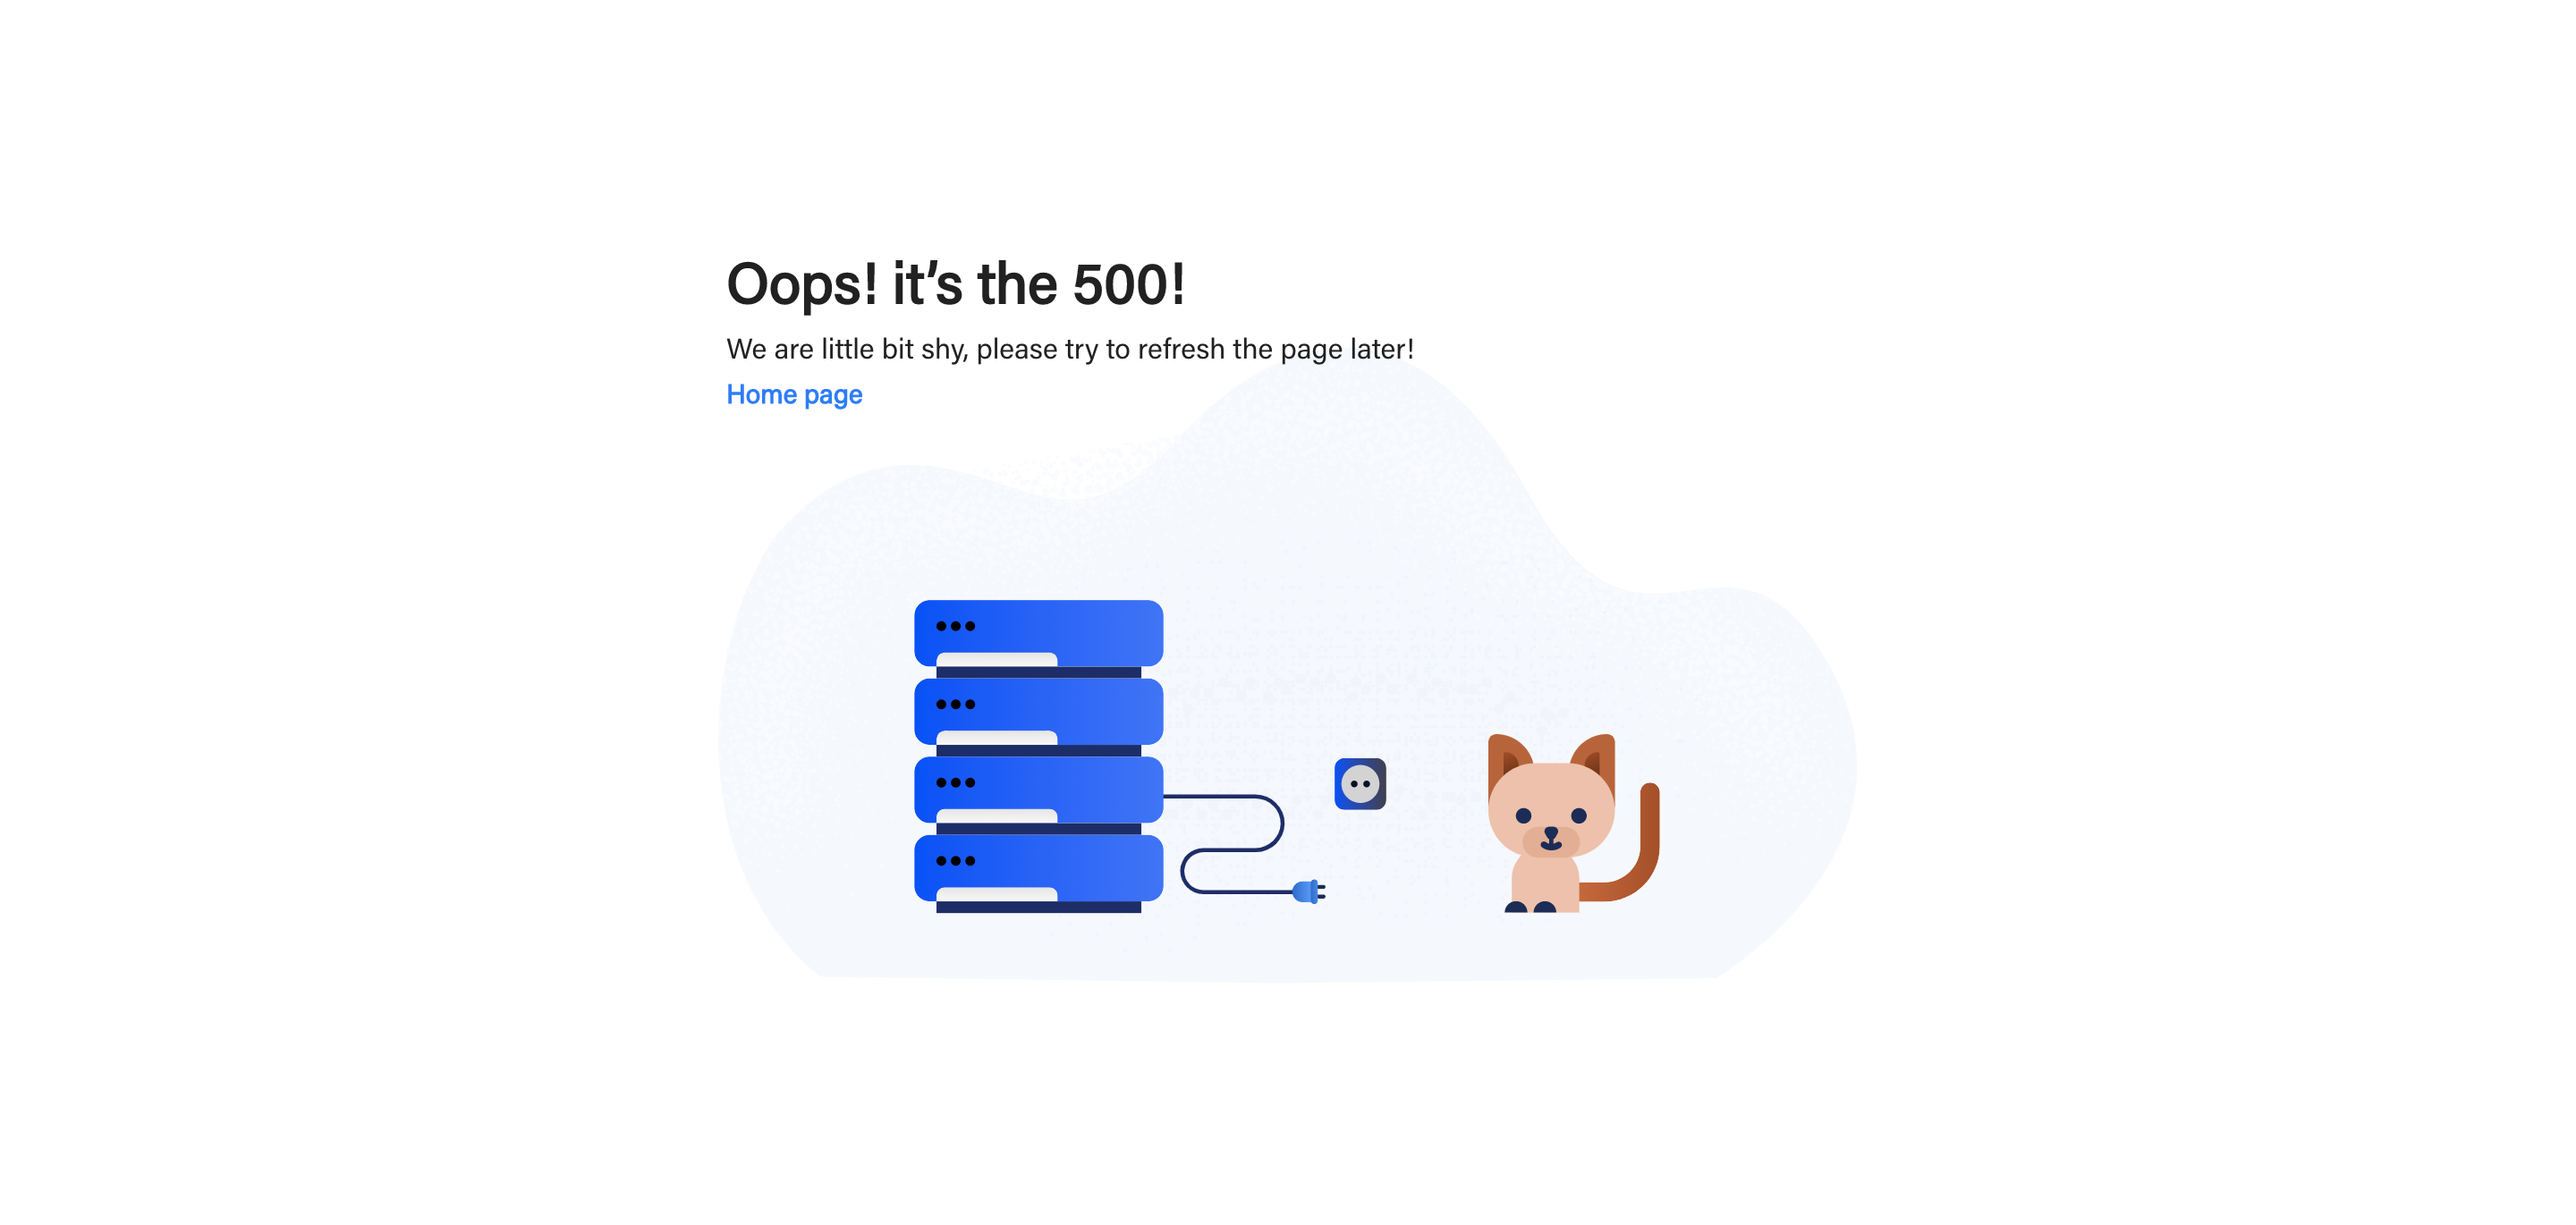 Oops! it’s the 500!
We are little bit shy, please try to refresh the page later!
Home page